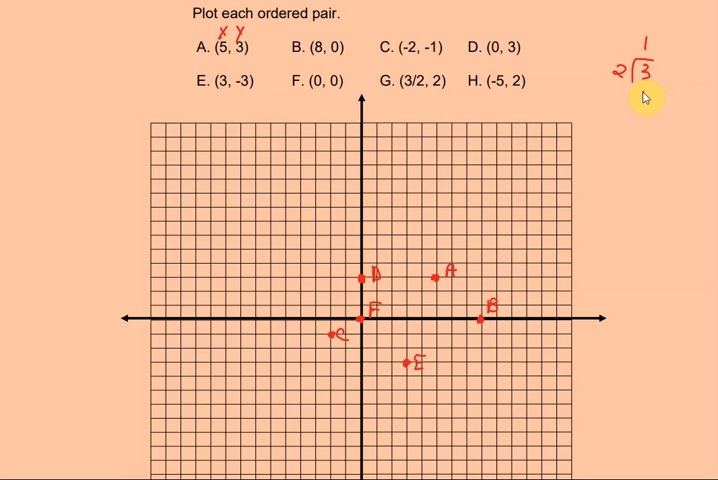 Plot each ordered pair.
x y
A. (5, 3) B. (8, 0) C. (-2, -1) D. (0, 3)
E. (3, -3) F. (0, 0) G. (3/2, 2) H. (-5, 2)
1
2 3
D A
F B
C E